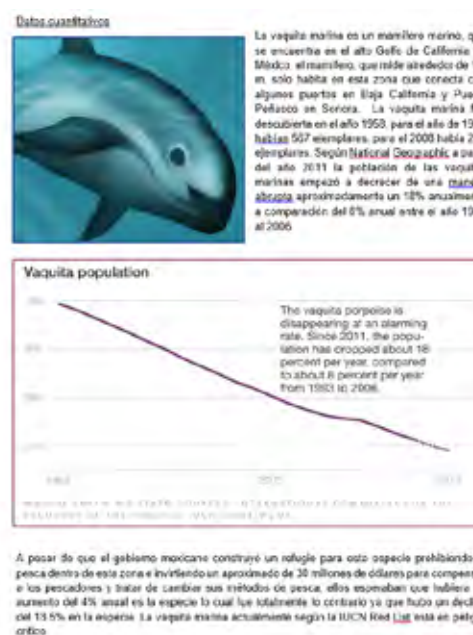 Datos cuantitativos
La vaquita marina es un mamífero marino, q
se encuentra en el alto Golfo de California
México. el mamífero, que mide alrededor de
m. solo habita en esta zona que conecta c
algunos puertos en Baja California y Pue
Peñasco en Sonora. La vaquita marina
descubierta en el año 1958, para el año de 19
habían 567 ejemplares, para el 2008 había 2
ejemplares. Según National Geographic a pa
del año 2011 la población de las vaquit
marinas empezó a decrecer de una mane
abrupta aproximadamente un 18% anualme
a comparación del 8% anual entre el año 19
al 2006.
Vaquita population
The vaquita porpoise is
disappearing at an alarming
rate. Since 2011, the popu-
lation has dropped about 18
percent per year, compared
to about 8 percent per year
from 1993 to 2006.
A pesar de que el gobierno mexicano construyó un refugio para esta especie prohibiendo
pesca dentro de esta zona e invirtiendo un aproximado de 30 millones de dólares para compens
a los pescadores y tratar de cambiar sus métodos de pesca, ellos esperaban que hubiera
aumento del 4% anual es la especie lo cual fue totalmente lo contrario ya que hubo un decl
del 13.5% en la especie. La vaquita marina actualmente según la IUCN Red List está en peli
crítico